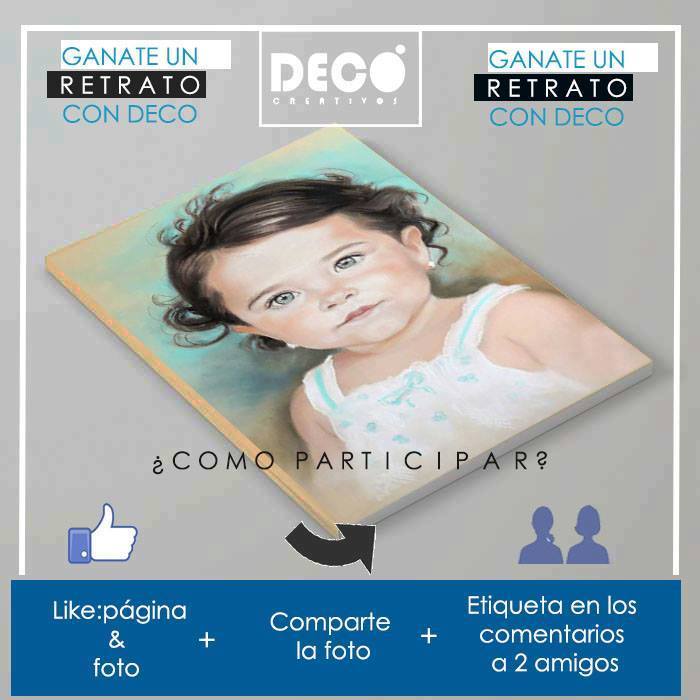 GANATE UN
RETRATO
CON DECO
DECO
CREATIVOS
GANATE UN
RETRATO
CON DECO
¿COMO PARTICIPAR?
Like:página
&
foto
+
Comparte
la foto
+
Etiqueta en los
comentarios
a 2 amigos